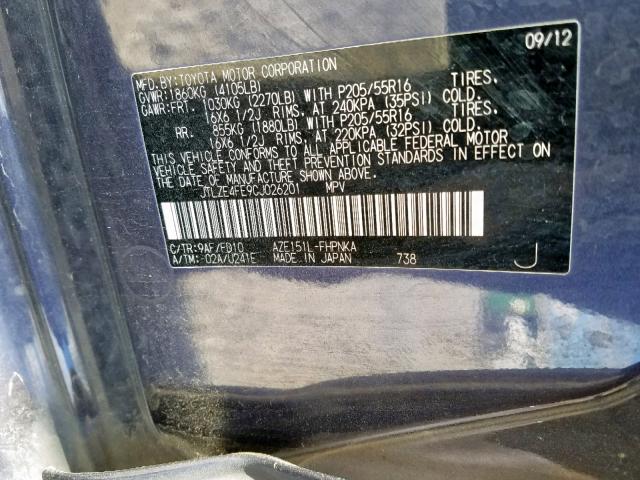 09/12
MFD.BY:TOYOTA MOTOR CORPORATION
GVWR:1860KG (4105LB)
GAWR:FRT. 1030KG (2270LB) WITH P205/55R16 TIRES,
16X6 1/2J RIMS, AT 240KPA (35PSI) COLD.
RR. 855KG (1880LB) WITH P205/55R16 TIRES,
16X6 1/2J RIMS, AT 220KPA (32PSI) COLD.
THIS VEHICLE CONFORMS TO ALL APPLICABLE FEDERAL MOTOR
VEHICLE SAFETY AND THEFT PREVENTION STANDARDS IN EFFECT ON
THE DATE OF MANUFACTURE SHOWN ABOVE.
JTLZE4FE9CJ026201 MPV
C/TR:9AF/FD10 AZE151L-FHPNKA
A/TM: 02A/U241E MADE IN JAPAN 738 J